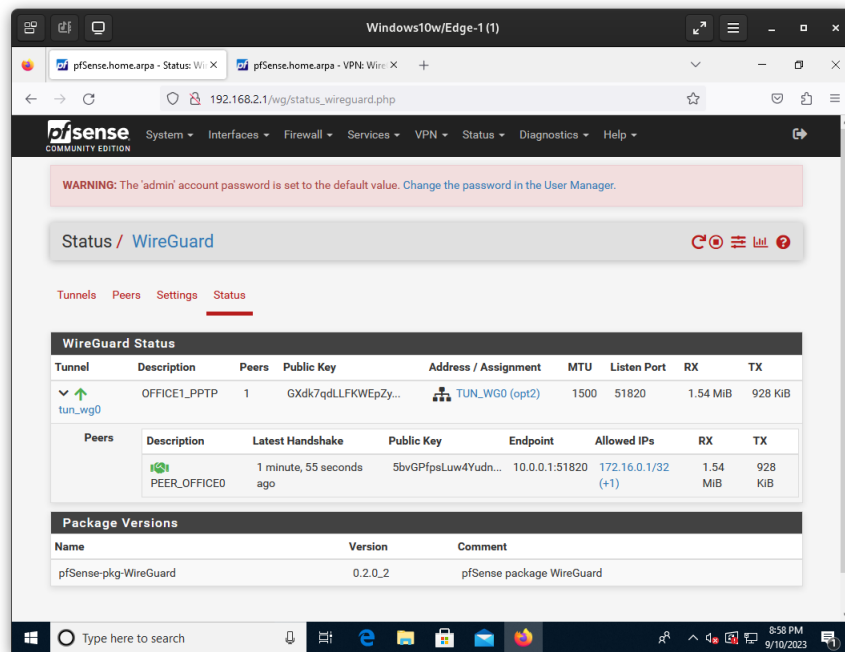 Windows10w/Edge-1 (1)
pfSense.home.arpa - Status: Wi
pfSense.home.arpa - VPN: Wire
192.168.2.1/wg/status_wireguard.php
pfsense
COMMUNITY EDITION
System Interfaces Firewall Services VPN Status Diagnostics Help
WARNING: The 'admin' account password is set to the default value. Change the password in the User Manager.
Status / WireGuard
Tunnels Peers Settings Status
WireGuard Status
Tunnel Description Peers Public Key Address / Assignment MTU Listen Port RX TX
tun_wg0 OFFICE1_PPTP 1 GXdk7qdLLFKWEpZy... TUN_WG0 (opt2) 1500 51820 1.54 MiB 928 KiB
Peers
Description Latest Handshake Public Key Endpoint Allowed IPs RX TX
PEER_OFFICE0 1 minute, 55 seconds ago 5bvGPfpsLuw4Yudn... 10.0.0.1:51820 172.16.0.1/32 (+1) 1.54 MiB 928 KiB
Package Versions
Name Version Comment
pfSense-pkg-WireGuard 0.2.0_2 pfSense package WireGuard
Type here to search
8:58 PM
9/10/2023
1